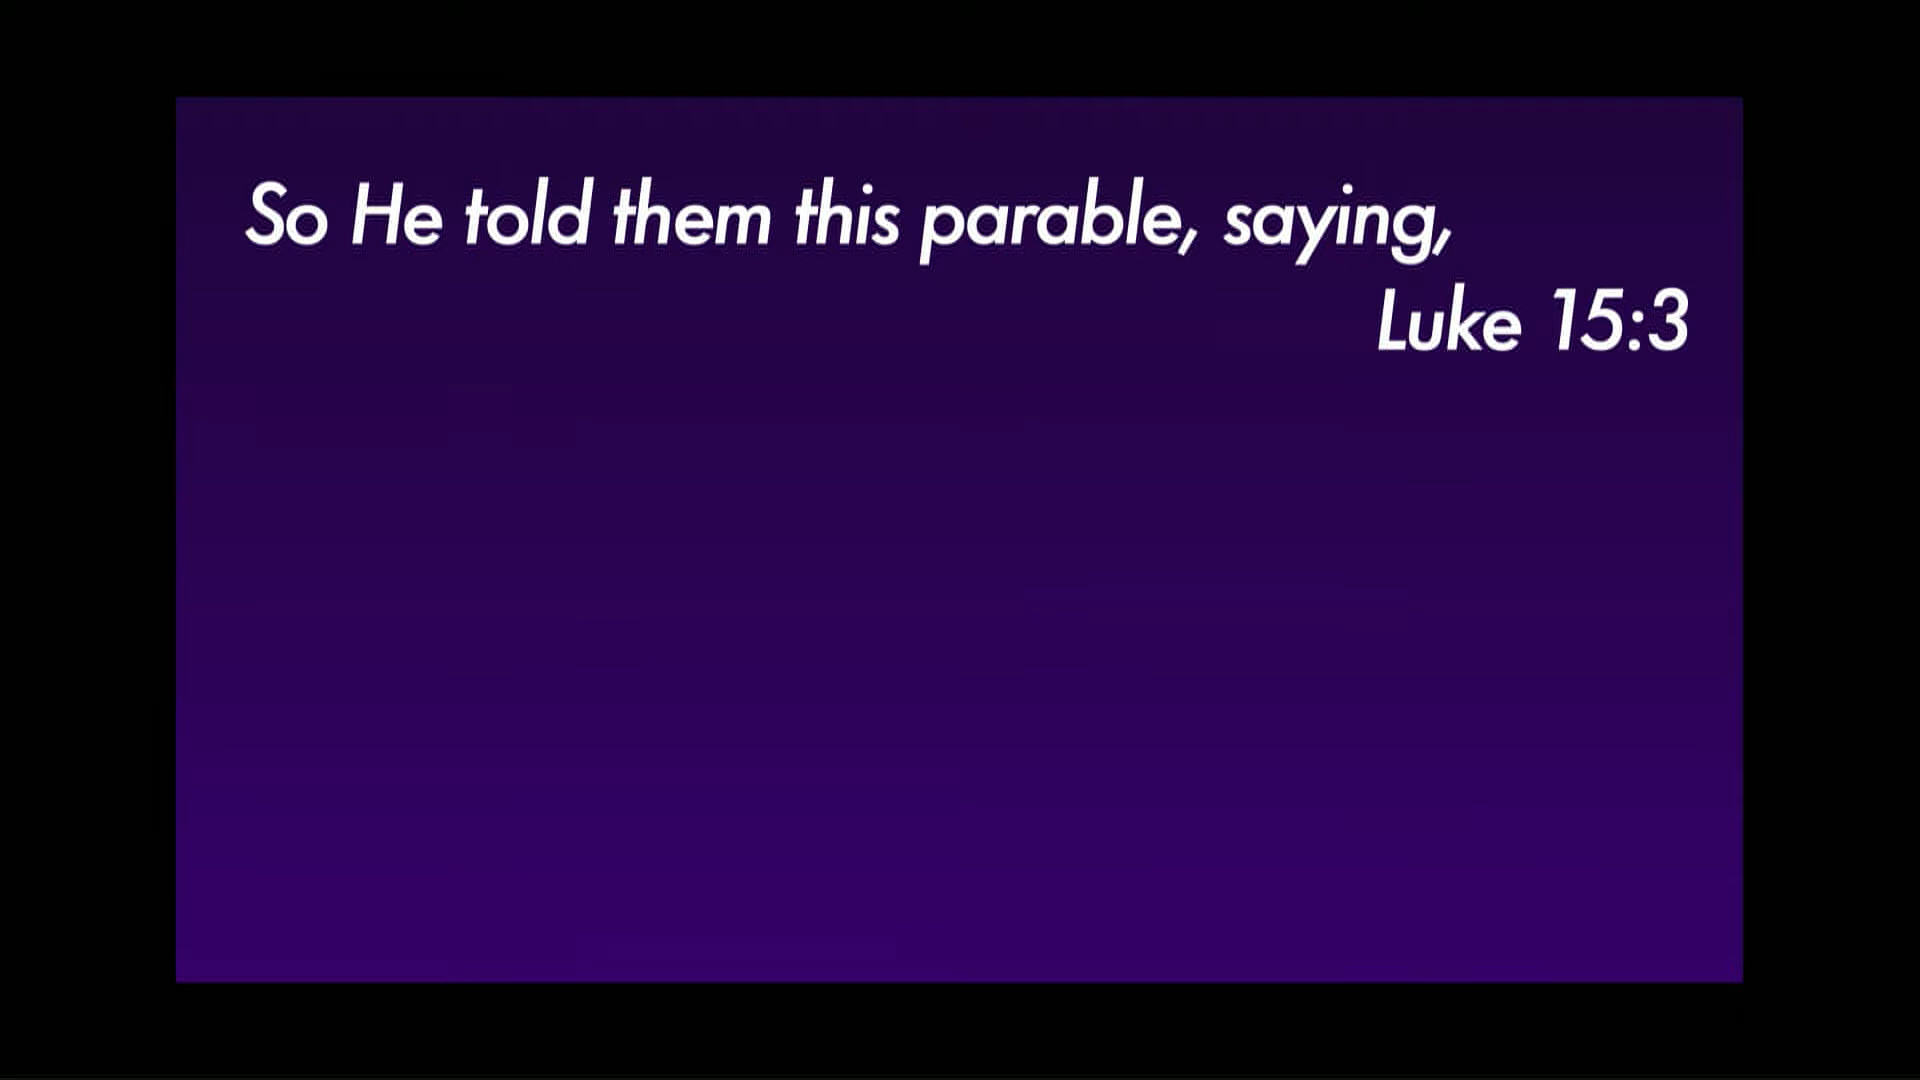 So He told them this parable, saying,
Luke 15:3